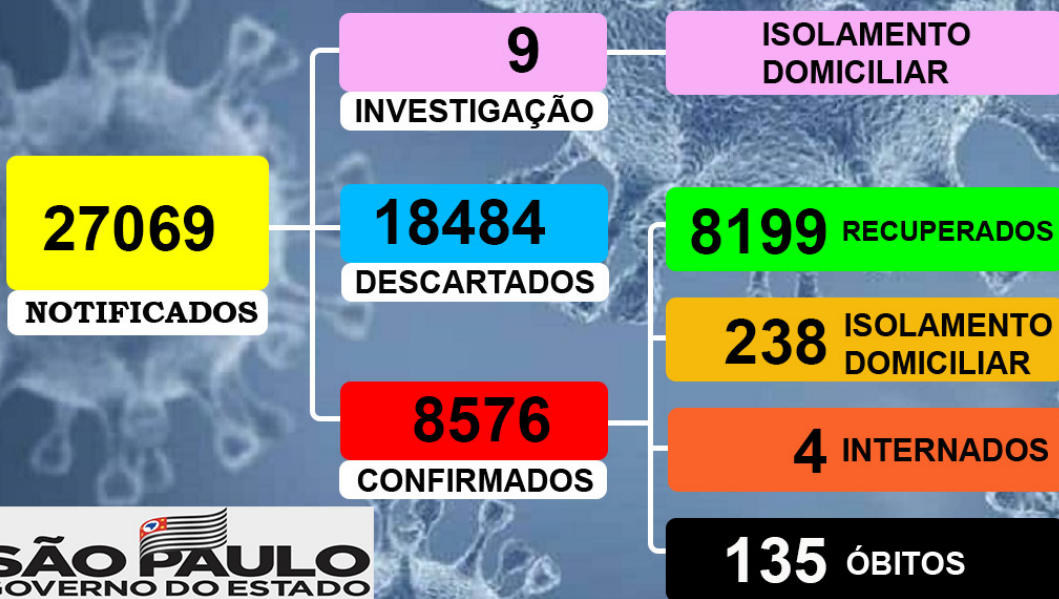 27069
NOTIFICADOS
9
INVESTIGAÇÃO
ISOLAMENTO
DOMICILIAR
18484
DESCARTADOS
8576
CONFIRMADOS
8199 RECUPERADOS
238 ISOLAMENTO
DOMICILIAR
4 INTERNADOS
135 ÓBITOS
SÃO PAULO
GOVERNO DO ESTADO